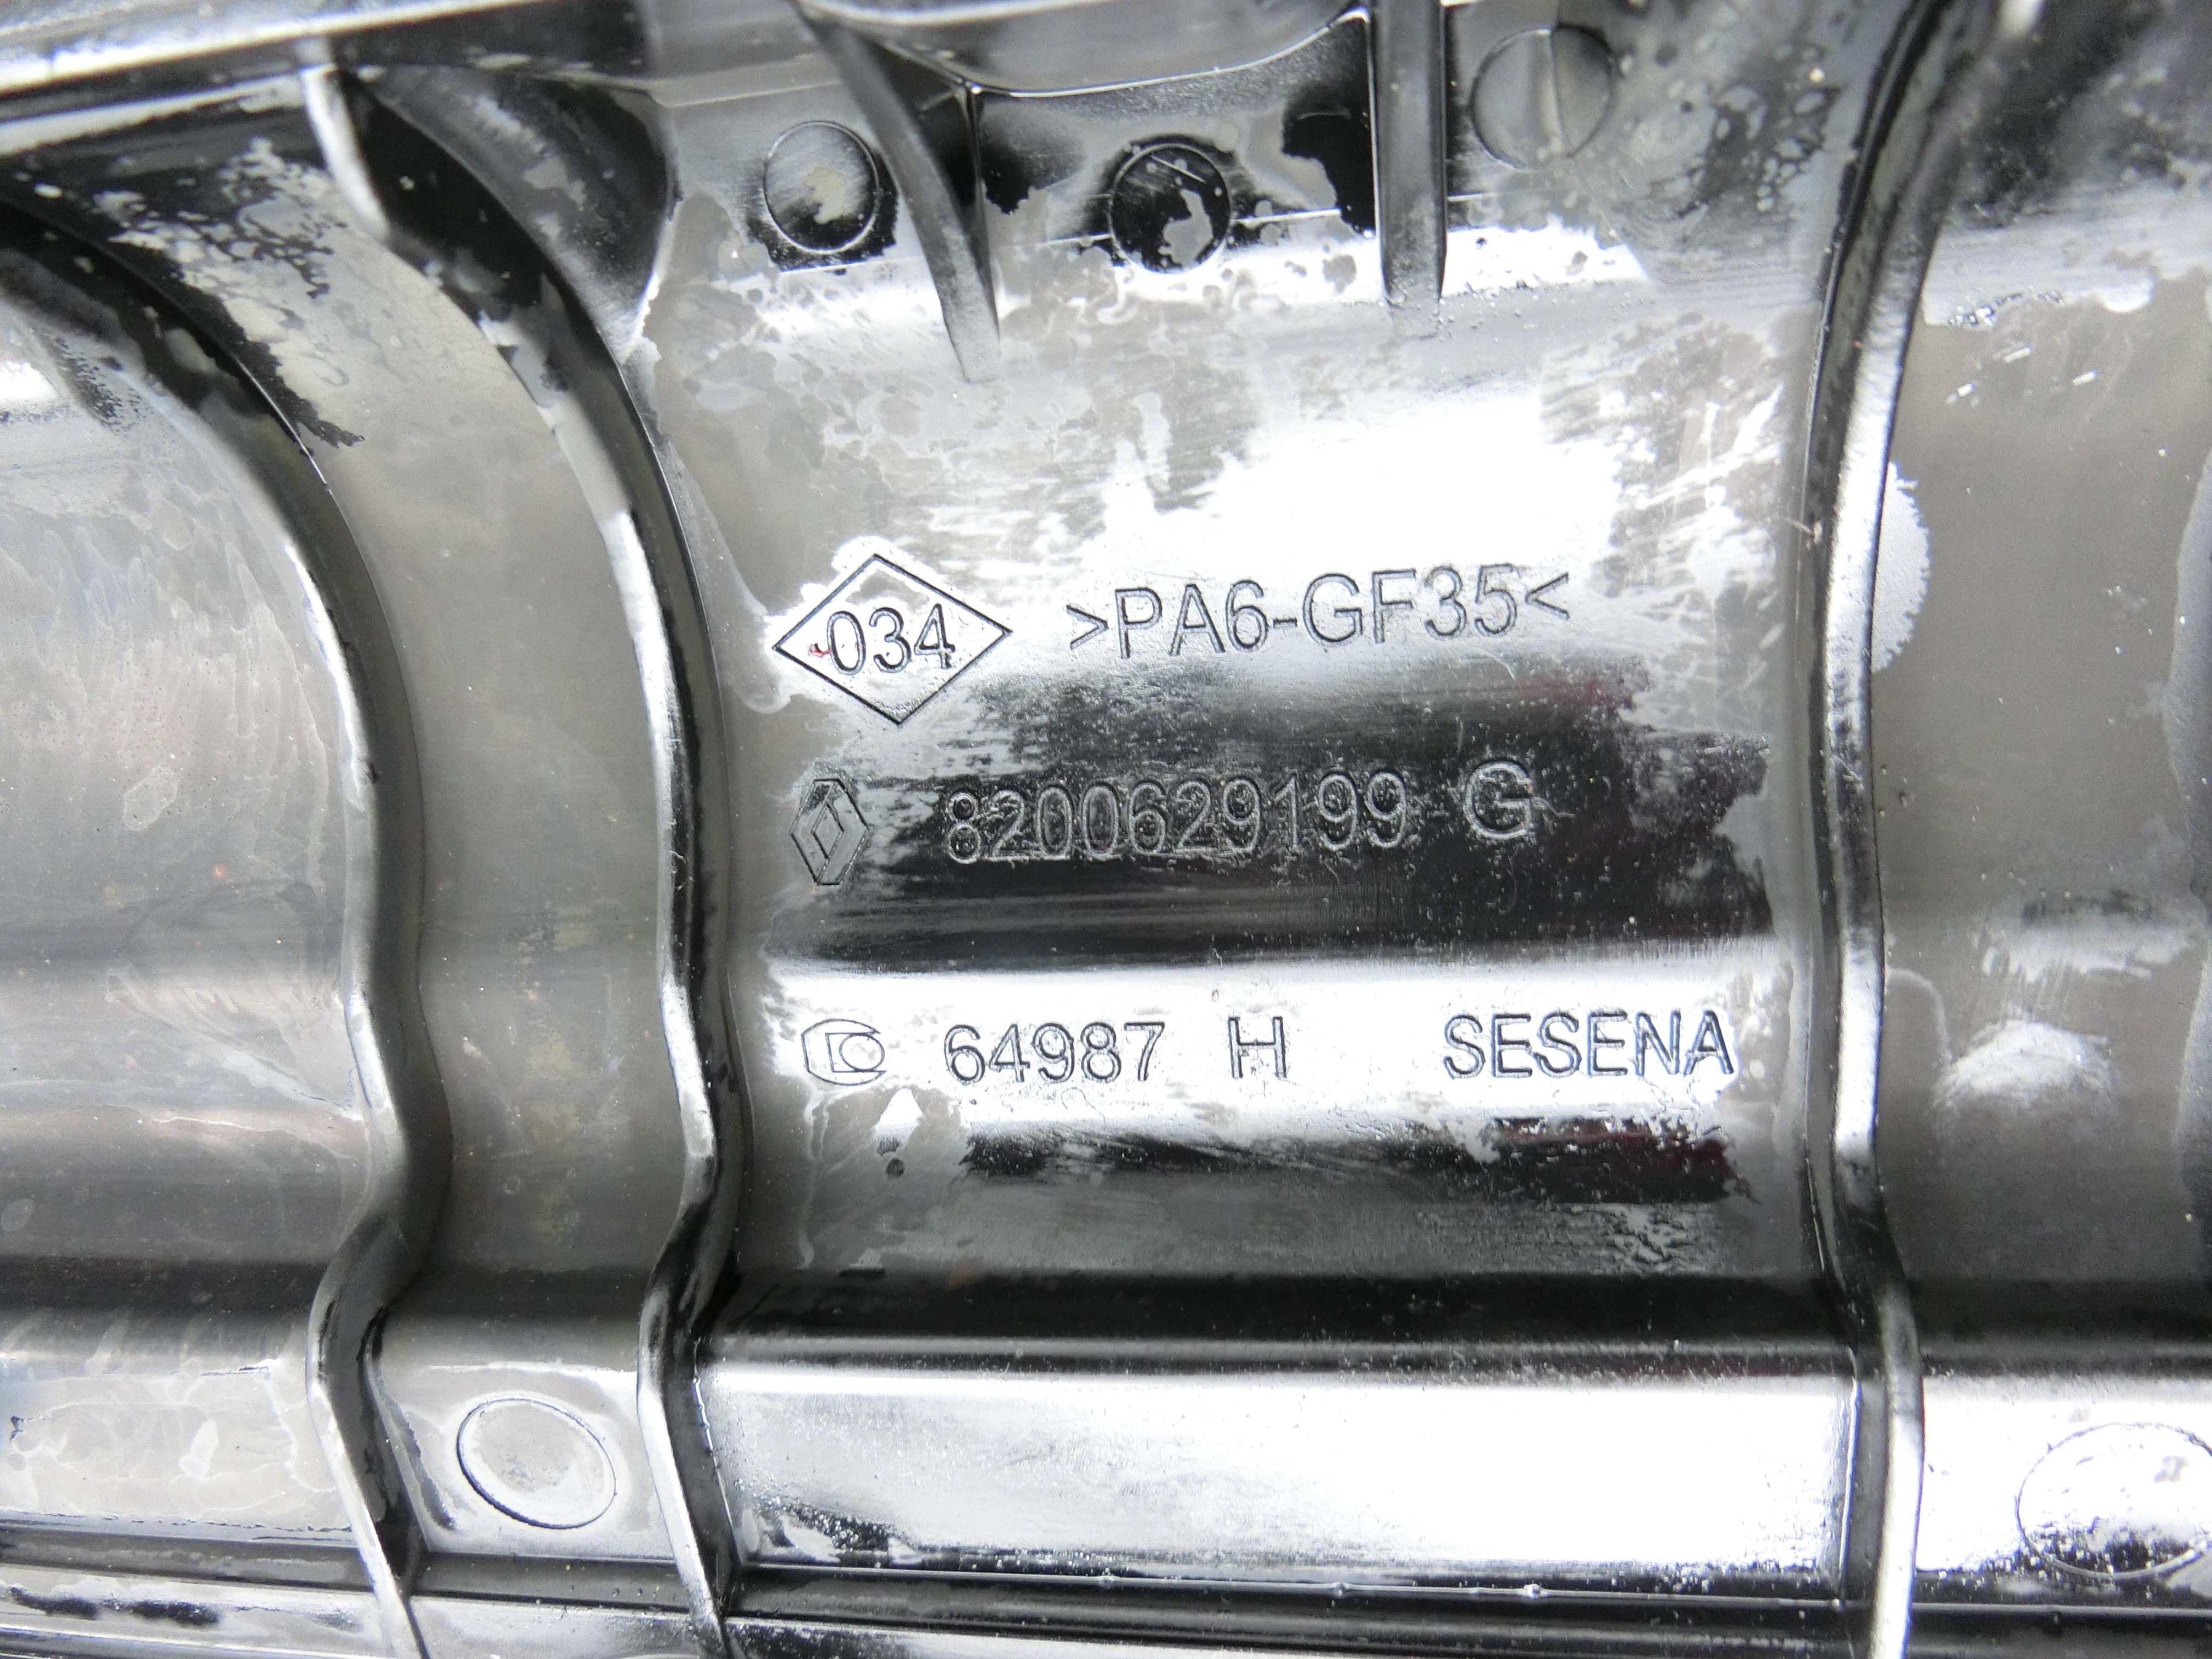 034 >PA6-GF35<
8200629199 G
64987 H SESENA